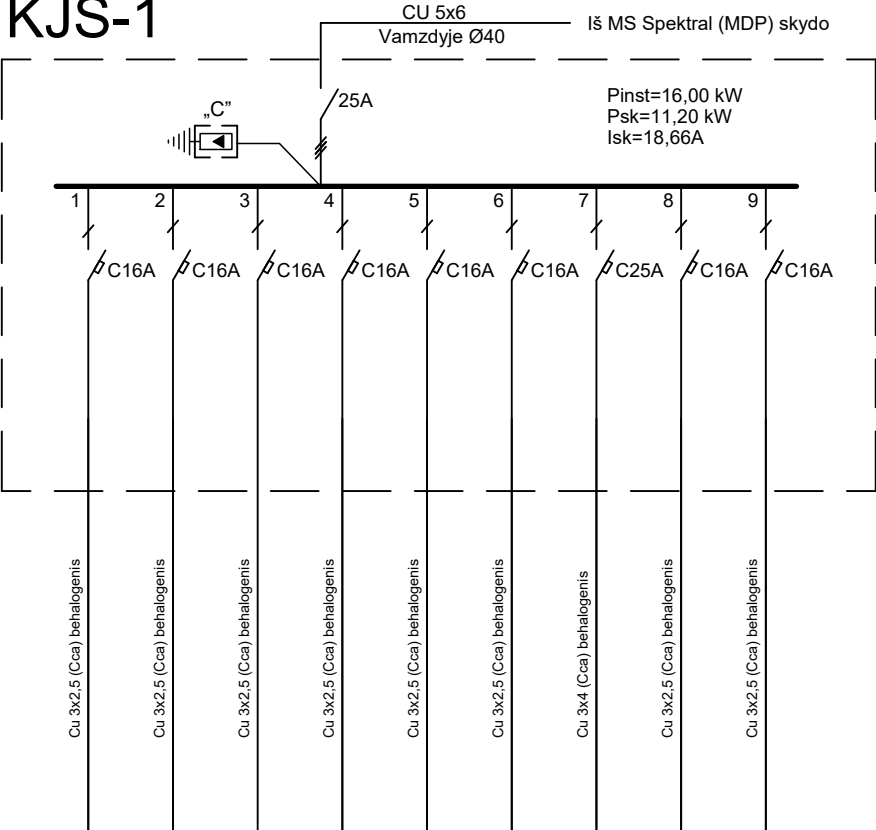 KJS-1
CU 5x6
Vamzdyje Ø40
Iš MS Spektral (MDP) skydo
25A
„C”
Pinst=16,00 kW
Psk=11,20 kW
Isk=18,66A
1 2 3 4 5 6 7 8 9
C16A C16A C16A C16A C16A C16A C25A C16A C16A
Cu 3x2,5 (Cca) behalogenis
Cu 3x2,5 (Cca) behalogenis
Cu 3x2,5 (Cca) behalogenis
Cu 3x2,5 (Cca) behalogenis
Cu 3x2,5 (Cca) behalogenis
Cu 3x2,5 (Cca) behalogenis
Cu 3x4 (Cca) behalogenis
Cu 3x2,5 (Cca) behalogenis
Cu 3x2,5 (Cca) behalogenis